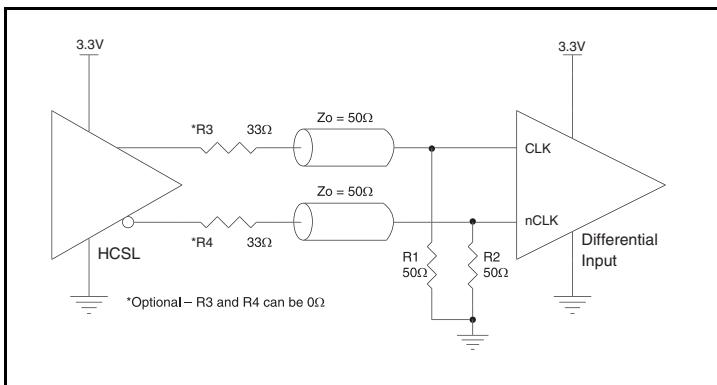 3.3V
3.3V
*R3 33Ω
Zo = 50Ω
CLK
Zo = 50Ω
nCLK
HCSL
*R4 33Ω
R1
50Ω
R2
50Ω
Differential
Input
*Optional – R3 and R4 can be 0Ω